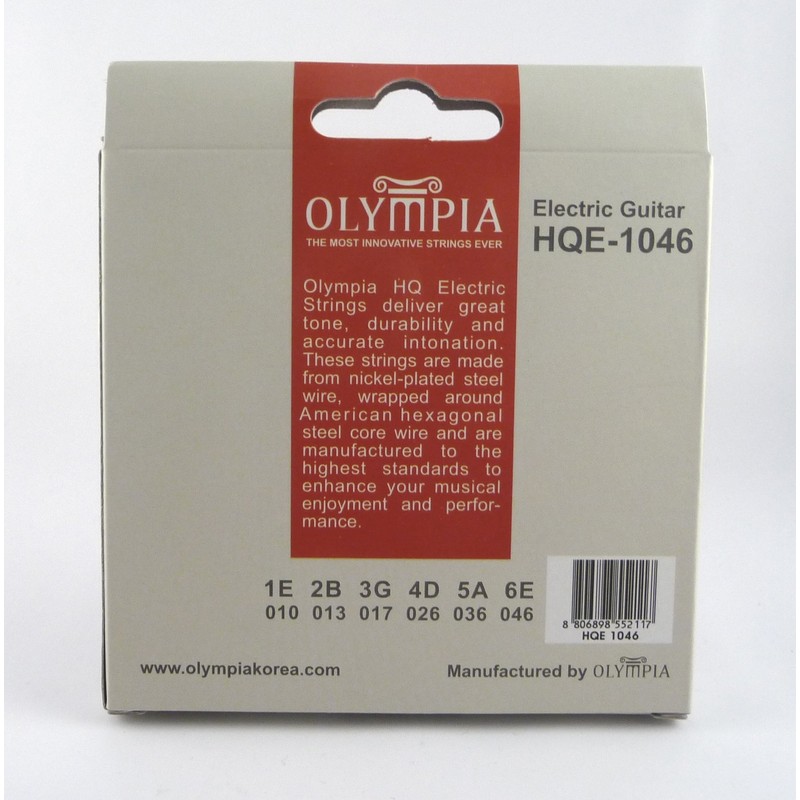 OLYMPIA
THE MOST INNOVATIVE STRINGS EVER
Electric Guitar
HQE-1046
Olympia HQ Electric
Strings deliver great
tone, durability and
accurate intonation.
These strings are made
from nickel-plated steel
wire, wrapped around
American hexagonal
steel core wire and are
manufactured to the
highest standards to
enhance your musical
enjoyment and perfor-
mance.
1E 2B 3G 4D 5A 6E
010 013 017 026 036 046
8 806898 552117
HQE 1046
www.olympiakorea.com
Manufactured by OLYMPIA